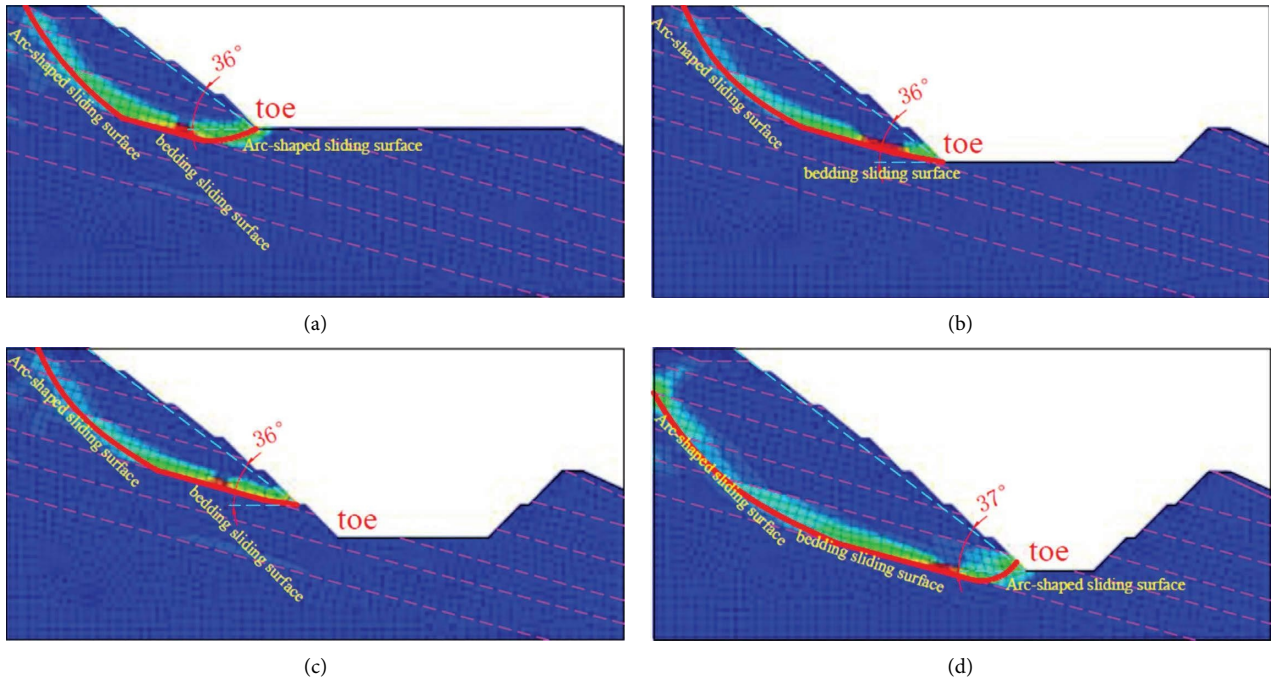 36°
toe
Arc-shaped sliding surface
Arc-shaped sliding surface
bedding sliding surface
(a)
36°
toe
Arc-shaped sliding surface
bedding sliding surface
(b)
36°
toe
Arc-shaped sliding surface
bedding sliding surface
(c)
37°
toe
Arc-shaped sliding surface
bedding sliding surface
Arc-shaped sliding surface
(d)